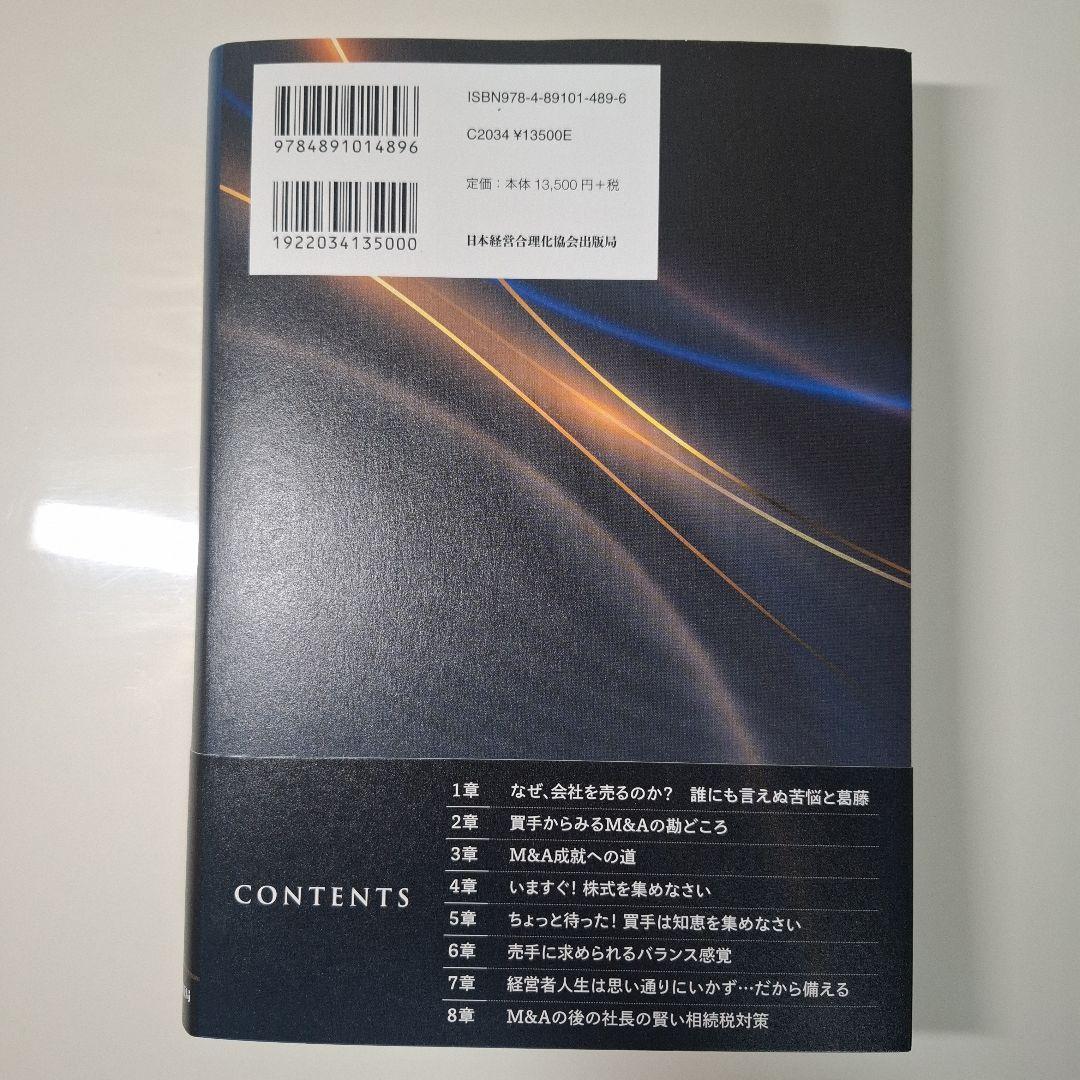 ISBN978-4-89101-489-6
9784891014896
C2034 ¥13500E
定価：本体 13,500 円＋税
1922034135000
日本経営合理化協会出版局
CONTENTS
1章 なぜ、会社を売るのか？ 誰にも言えぬ苦悩と葛藤
2章 買手からみるM&Aの勘どころ
3章 M&A成就への道
4章 いますぐ！株式を集めなさい
5章 ちょっと待った！買手は知恵を集めなさい
6章 売手に求められるバランス感覚
7章 経営者人生は思い通りにいかず…だから備える
8章 M&Aの後の社長の賢い相続税対策